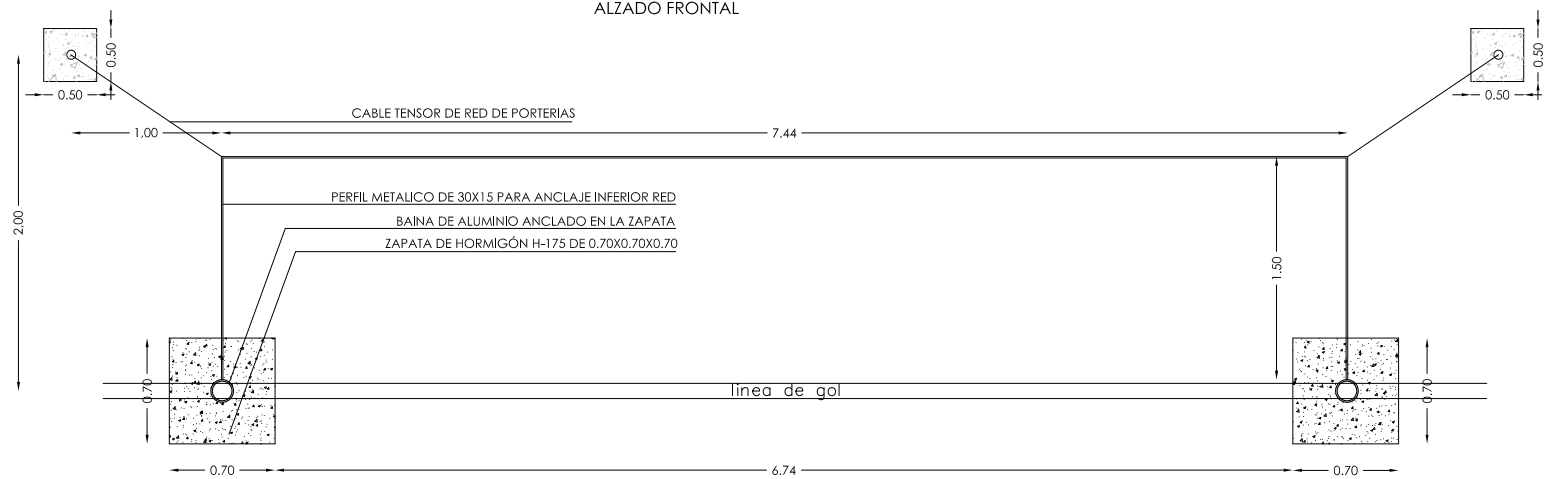 ALZADO FRONTAL
0.50
0.50
0.50
0.50
CABLE TENSOR DE RED DE PORTERIAS
1,00
7.44
2.00
PERFIL METALICO DE 30X15 PARA ANCLAJE INFERIOR RED
BAINA DE ALUMINIO ANCLADO EN LA ZAPATA
ZAPATA DE HORMIGÓN H-175 DE 0.70X0.70X0.70
1.50
0.70
linea de gol
0.70
0.70
6.74
0.70